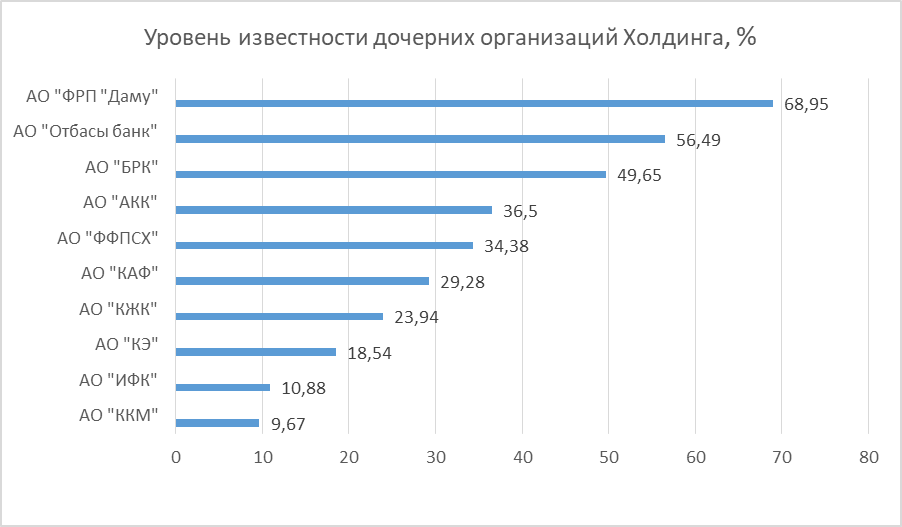 Уровень известности дочерних организаций Холдинга, %
АО "ФРП "Даму" 68,95
АО "Отбасы банк" 56,49
АО "БРК" 49,65
АО "АКК" 36,5
АО "ФФПСХ" 34,38
АО "КАФ" 29,28
АО "КЖК" 23,94
АО "КЭ" 18,54
АО "ИФК" 10,88
АО "ККМ" 9,67
0 10 20 30 40 50 60 70 80